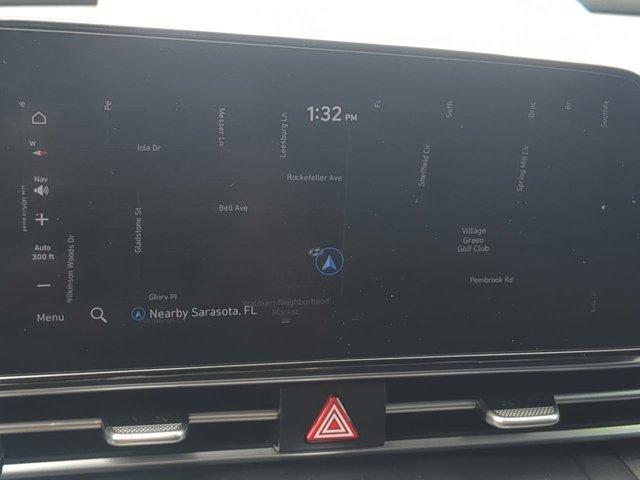 Pe
Messer Ln
Leesburg Ln
1:32 PM
W
Iola Dr
Sheffield Cir
Spring Mill Cir
Nav
Rockefeller Ave
Bell Ave
Gladstone St
Wilkinson Woods Dr
Auto
300 ft
Village
Green
Golf Club
Pembrook Rd
Glory Pl
Walmart Neighborhood
Market
Menu
Nearby Sarasota, FL